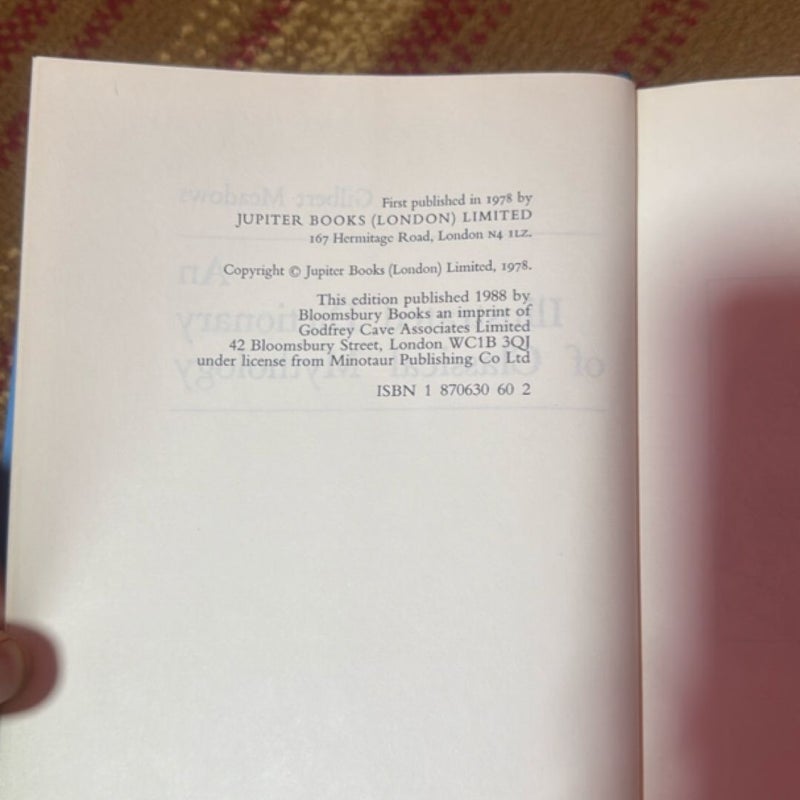 First published in 1978 by
JUPITER BOOKS (LONDON) LIMITED
167 Hermitage Road, London N4 1LZ.
Copyright © Jupiter Books (London) Limited, 1978.
This edition published 1988 by
Bloomsbury Books an imprint of
Godfrey Cave Associates Limited
42 Bloomsbury Street, London WC1B 3QJ
under license from Minotaur Publishing Co Ltd
ISBN 1 870630 60 2